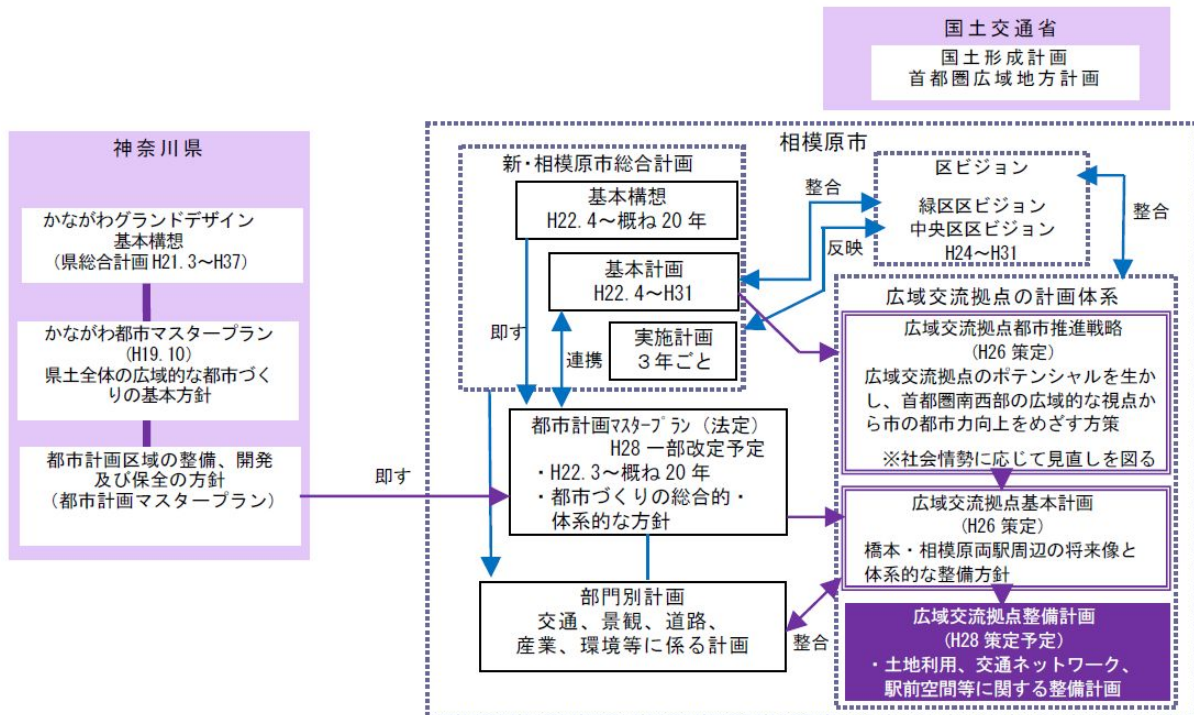 国土交通省
国土形成計画
首都圏広域地方計画
神奈川県
かながわグランドデザイン
基本構想
(県総合計画 H21.3～H37)
かながわ都市マスタープラン
(H19.10)
県土全体の広域的な都市づく
りの基本方針
都市計画区域の整備、開発
及び保全の方針
(都市計画マスタープラン)
即す
相模原市
新・相模原市総合計画
基本構想
H22.4～概ね20年
基本計画
H22.4～H31
実施計画
3年ごと
即す
連携
整合
反映
区ビジョン
緑区区ビジョン
中央区区ビジョン
H24～H31
整合
都市計画マスタープラン（法定）
H28 一部改定予定
・H22.3～概ね20年
・都市づくりの総合的・
体系的な方針
部門別計画
交通、景観、道路、
産業、環境等に係る計画
整合
広域交流拠点の計画体系
広域交流拠点都市推進戦略
(H26 策定)
広域交流拠点のポテンシャルを生か
し、首都圏南西部の広域的な視点か
ら市の都市力向上をめざす方策
※社会情勢に応じて見直しを図る
広域交流拠点基本計画
(H26 策定)
橋本・相模原両駅周辺の将来像と
体系的な整備方針
広域交流拠点整備計画
(H28 策定予定)
・土地利用、交通ネットワーク、
駅前空間等に関する整備計画